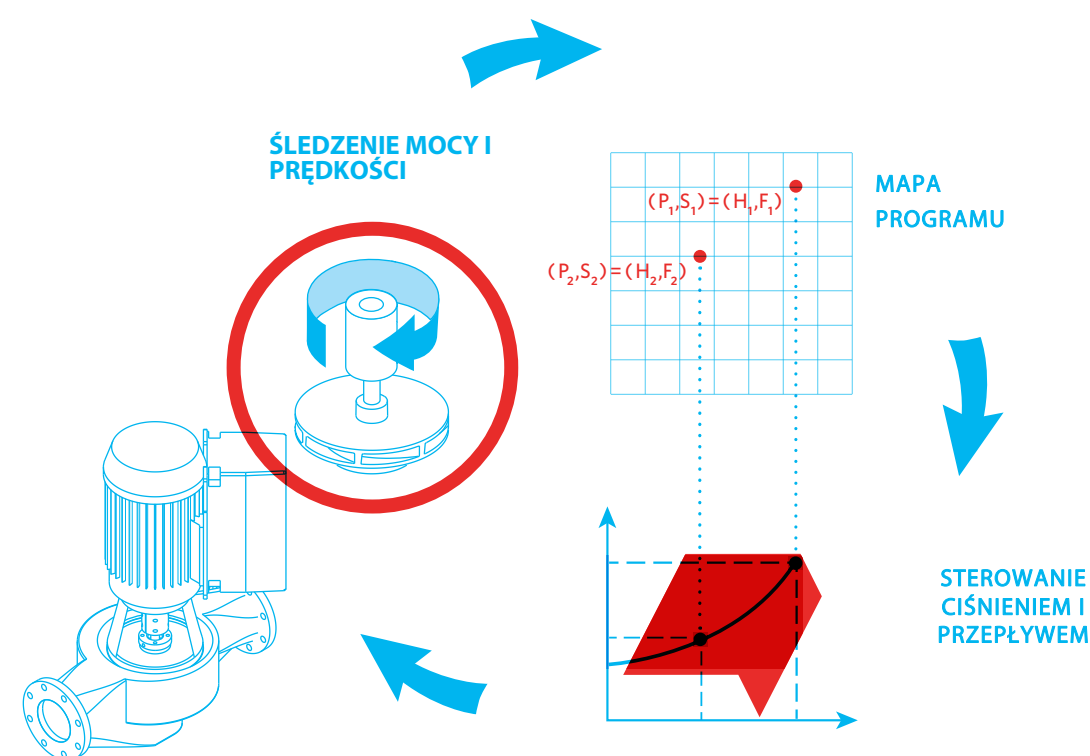 ŚLEDZENIE MOCY I
PRĘDKOŚCI
(P₁,S₁)=(H₁,F₁)
(P₂,S₂)=(H₂,F₂)
MAPA
PROGRAMU
STEROWANIE
CIŚNIENIEM I
PRZEPŁYWEM